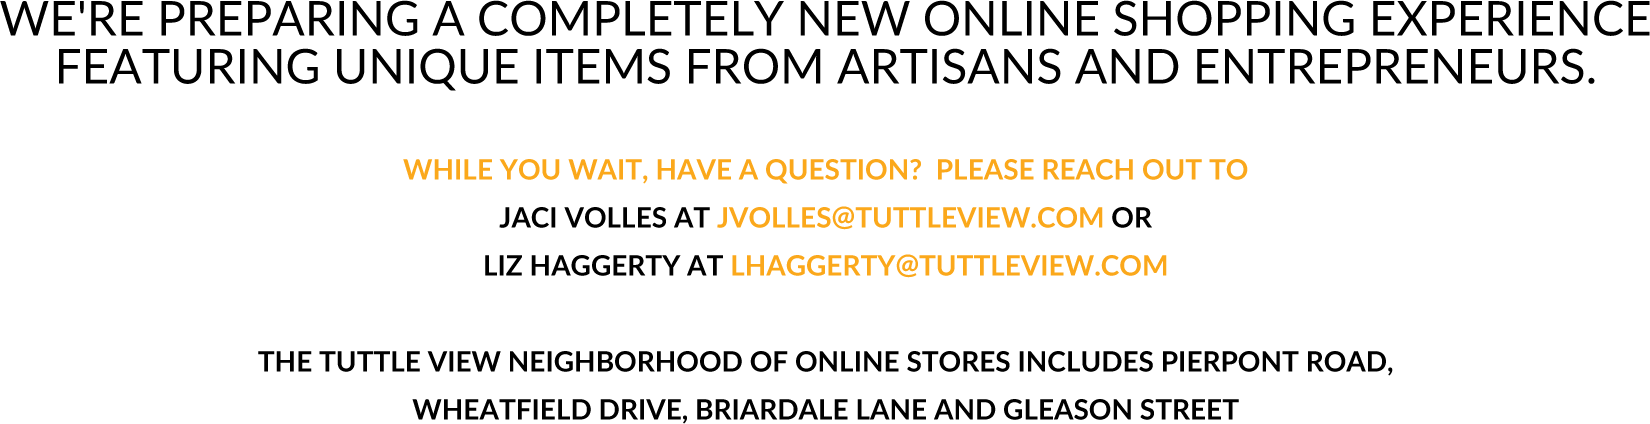 WE'RE PREPARING A COMPLETELY NEW ONLINE SHOPPING EXPERIENCE
FEATURING UNIQUE ITEMS FROM ARTISANS AND ENTREPRENEURS.
WHILE YOU WAIT, HAVE A QUESTION?  PLEASE REACH OUT TO
JACI VOLLES AT JVOLLES@TUTTLEVIEW.COM OR
LIZ HAGGERTY AT LHAGGERTY@TUTTLEVIEW.COM
THE TUTTLE VIEW NEIGHBORHOOD OF ONLINE STORES INCLUDES PIERPONT ROAD,
WHEATFIELD DRIVE, BRIARDALE LANE AND GLEASON STREET